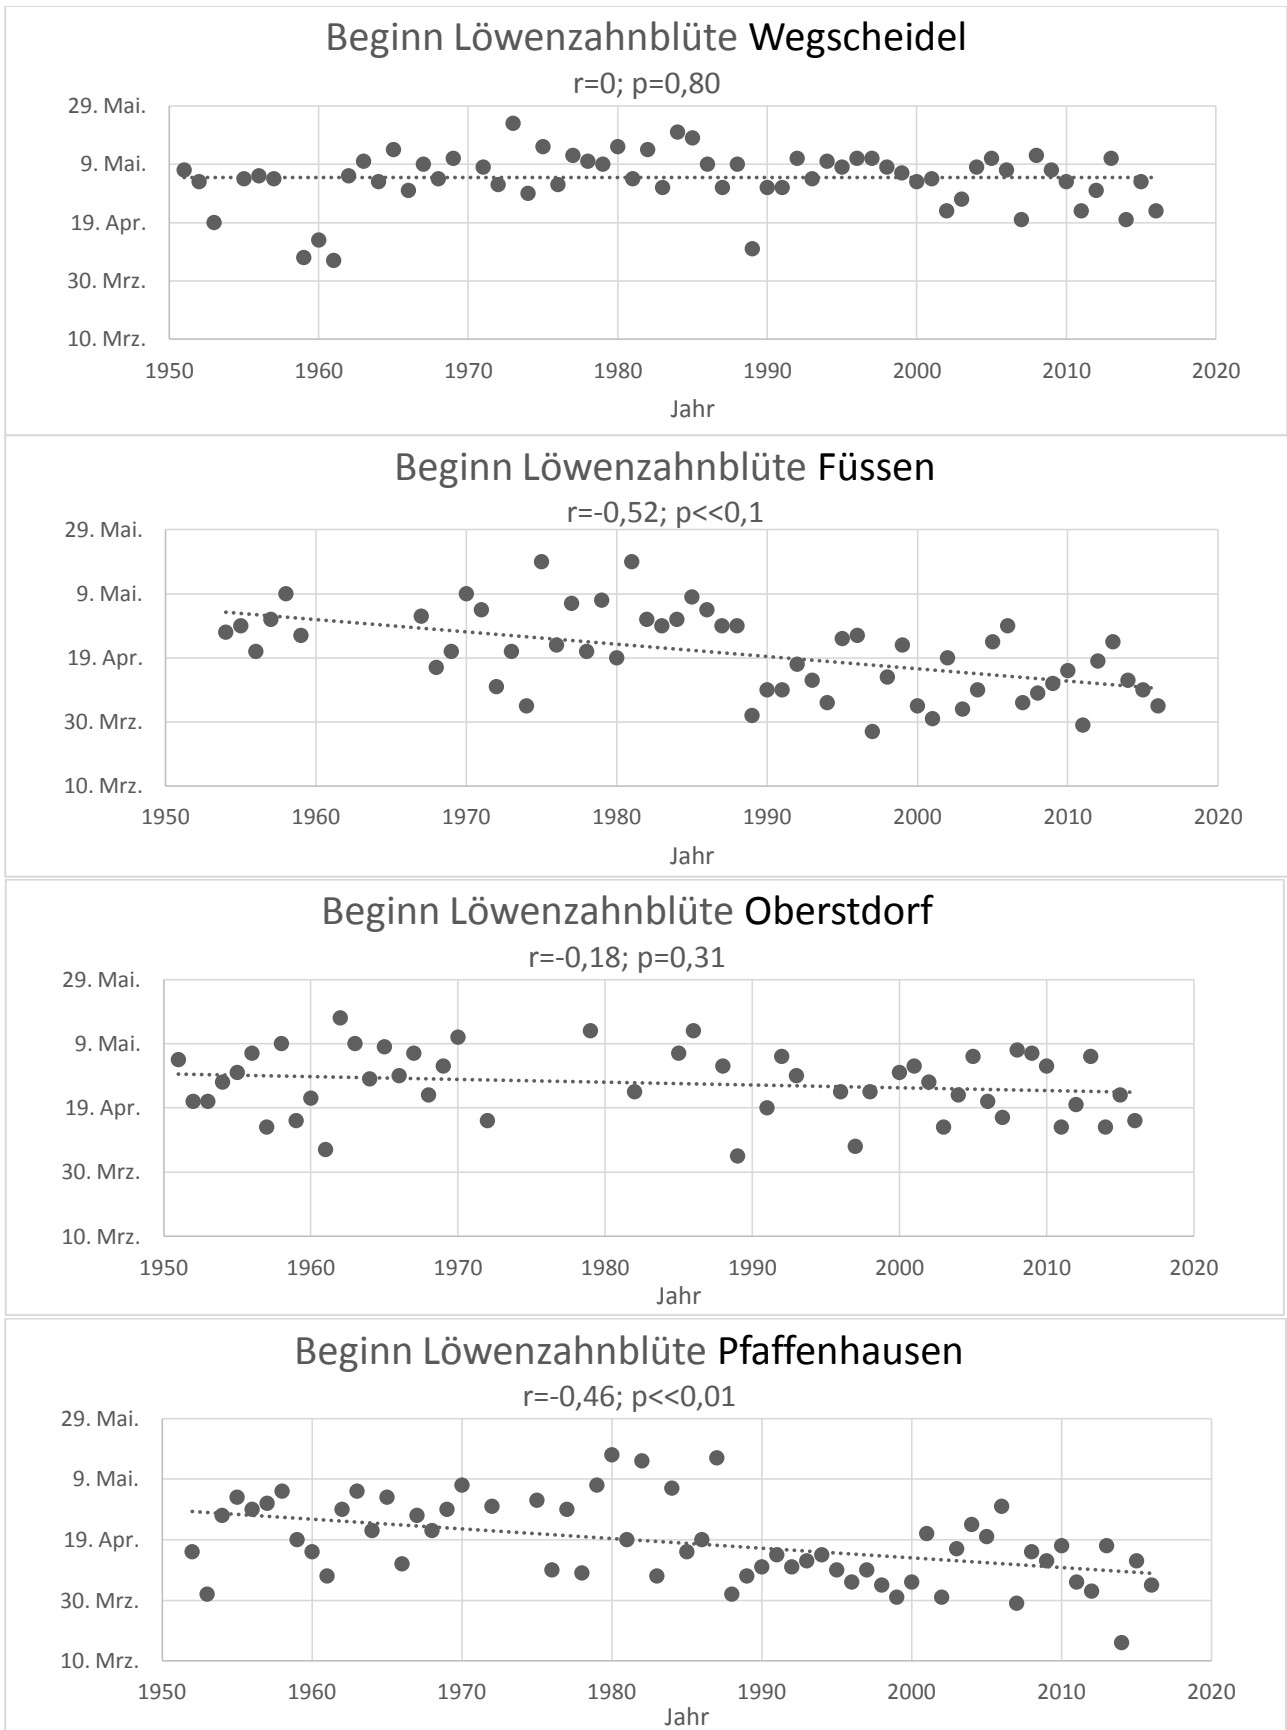 Beginn Löwenzahnblüte Wegscheidel
r=0; p=0,80
29. Mai.
9. Mai.
19. Apr.
30. Mrz.
10. Mrz.
1950 1960 1970 1980 1990 2000 2010 2020
Jahr
Beginn Löwenzahnblüte Füssen
r=-0,52; p<<0,1
29. Mai.
9. Mai.
19. Apr.
30. Mrz.
10. Mrz.
1950 1960 1970 1980 1990 2000 2010 2020
Jahr
Beginn Löwenzahnblüte Oberstdorf
r=-0,18; p=0,31
29. Mai.
9. Mai.
19. Apr.
30. Mrz.
10. Mrz.
1950 1960 1970 1980 1990 2000 2010 2020
Jahr
Beginn Löwenzahnblüte Pfaffenhausen
r=-0,46; p<<0,01
29. Mai.
9. Mai.
19. Apr.
30. Mrz.
10. Mrz.
1950 1960 1970 1980 1990 2000 2010 2020
Jahr